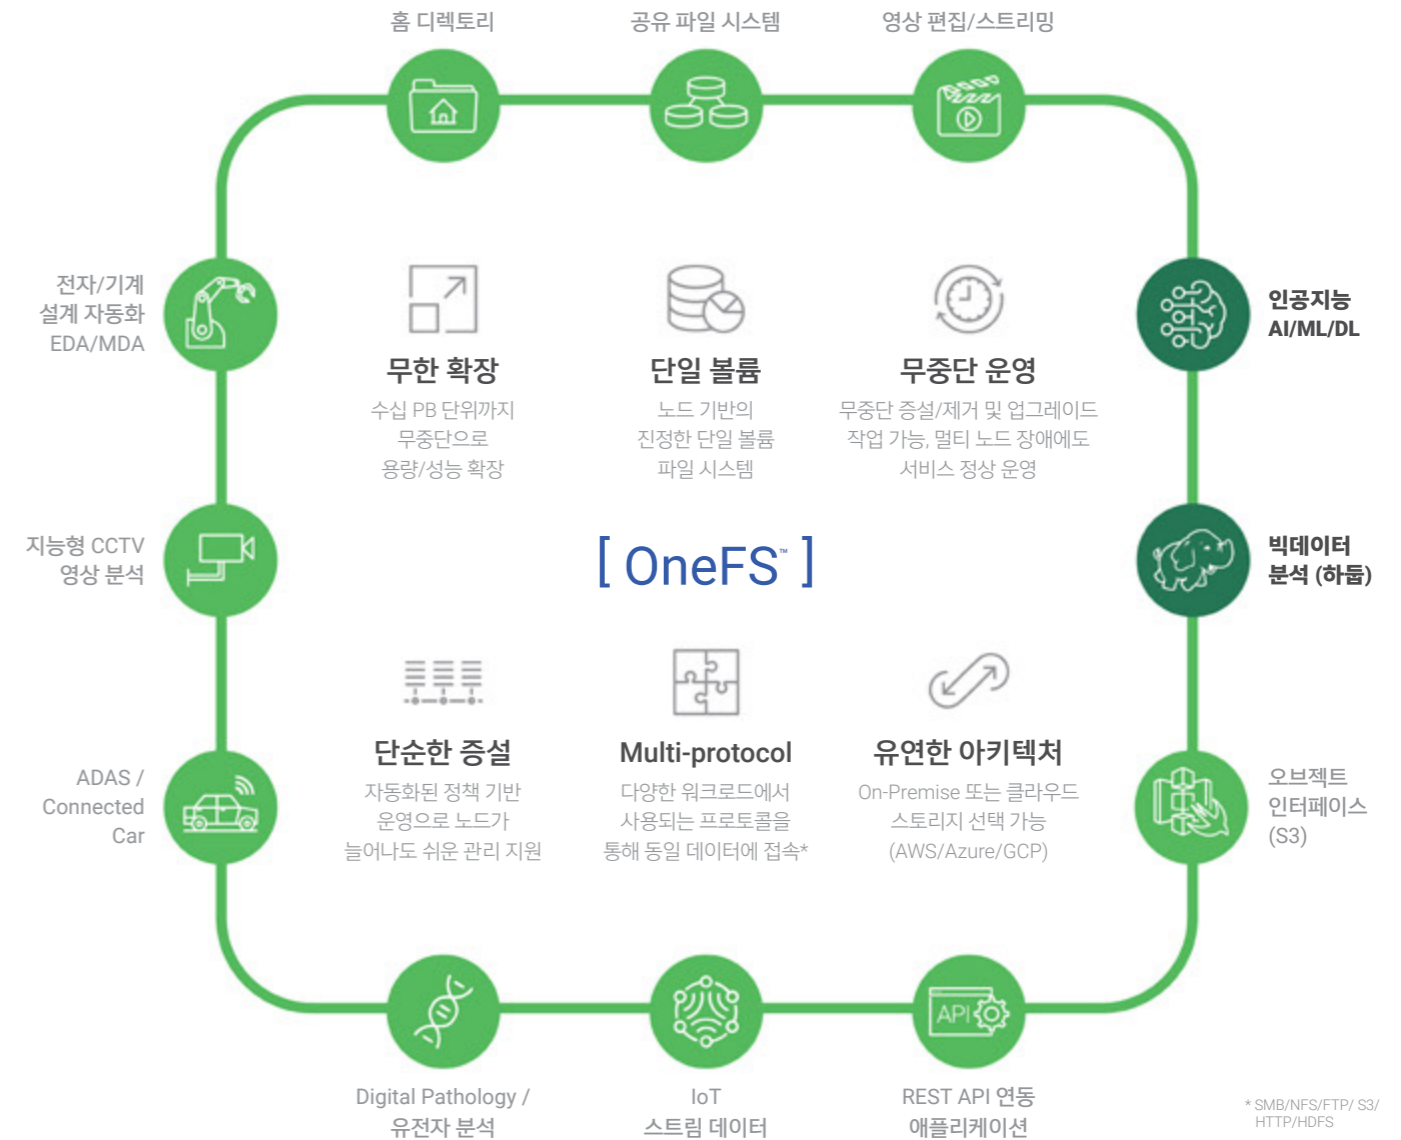 홈 디렉토리
공유 파일 시스템
영상 편집/스트리밍
전자/기계
설계 자동화
EDA/MDA
무한 확장
수십 PB 단위까지
무중단으로
용량/성능 확장
단일 볼륨
노드 기반의
진정한 단일 볼륨
파일 시스템
무중단 운영
무중단 증설/제거 및 업그레이드
작업 가능, 멀티 노드 장애에도
서비스 정상 운영
인공지능
AI/ML/DL
지능형 CCTV
영상 분석
[ OneFS™ ]
빅데이터
분석 (하둡)
ADAS /
Connected
Car
단순한 증설
자동화된 정책 기반
운영으로 노드가
늘어나도 쉬운 관리 지원
Multi-protocol
다양한 워크로드에서
사용되는 프로토콜을
통해 동일 데이터에 접속*
유연한 아키텍처
On-Premise 또는 클라우드
스토리지 선택 가능
(AWS/Azure/GCP)
오브젝트
인터페이스
(S3)
API
Digital Pathology /
유전자 분석
IoT
스트림 데이터
REST API 연동
애플리케이션
* SMB/NFS/FTP/ S3/
HTTP/HDFS